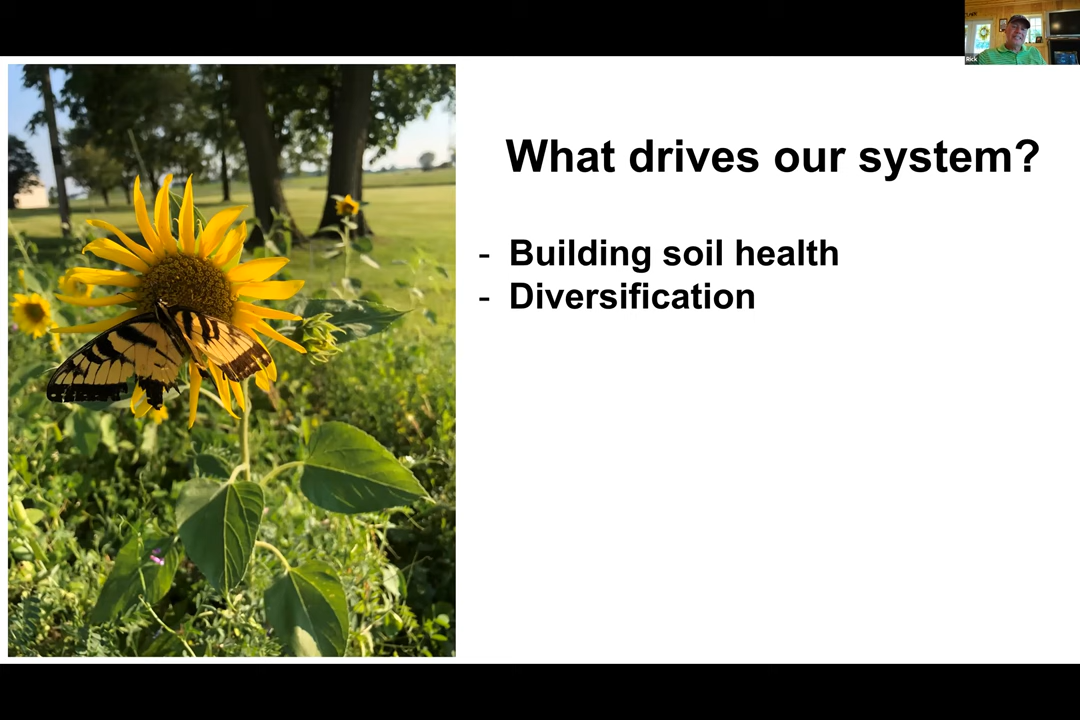 What drives our system?
- Building soil health
- Diversification
Rick